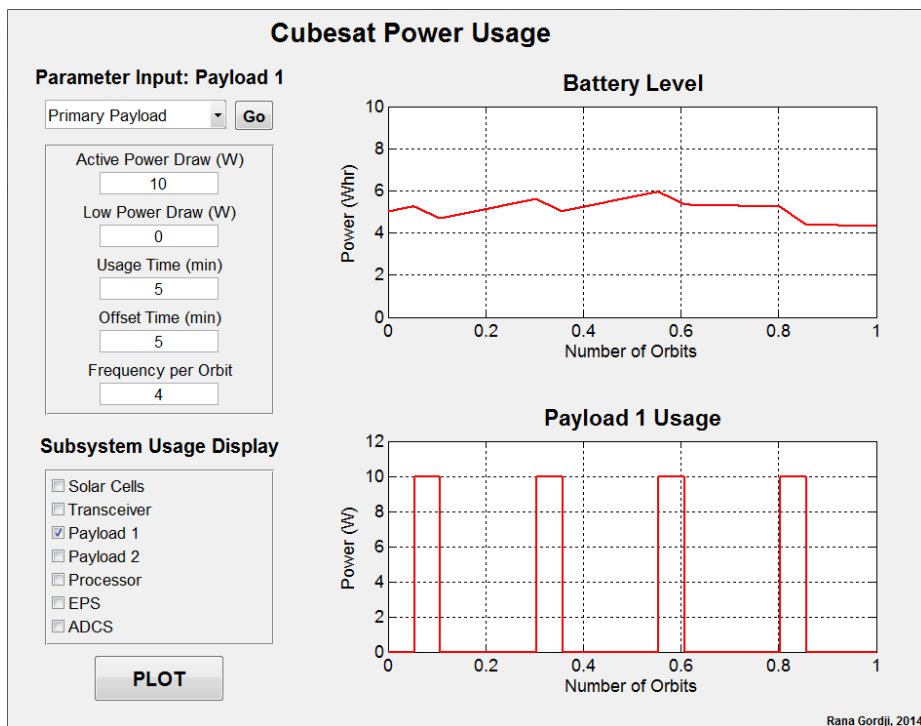 Cubesat Power Usage
Parameter Input: Payload 1
Primary Payload
Go
Active Power Draw (W)
10
Low Power Draw (W)
0
Usage Time (min)
5
Offset Time (min)
5
Frequency per Orbit
4
Subsystem Usage Display
Solar Cells
Transceiver
Payload 1
Payload 2
Processor
EPS
ADCS
PLOT
Battery Level
10
8
6
4
2
0
Power (Whr)
0 0.2 0.4 0.6 0.8 1
Number of Orbits
Payload 1 Usage
12
10
8
6
4
2
0
Power (W)
0 0.2 0.4 0.6 0.8 1
Number of Orbits
Rana Gordji, 2014